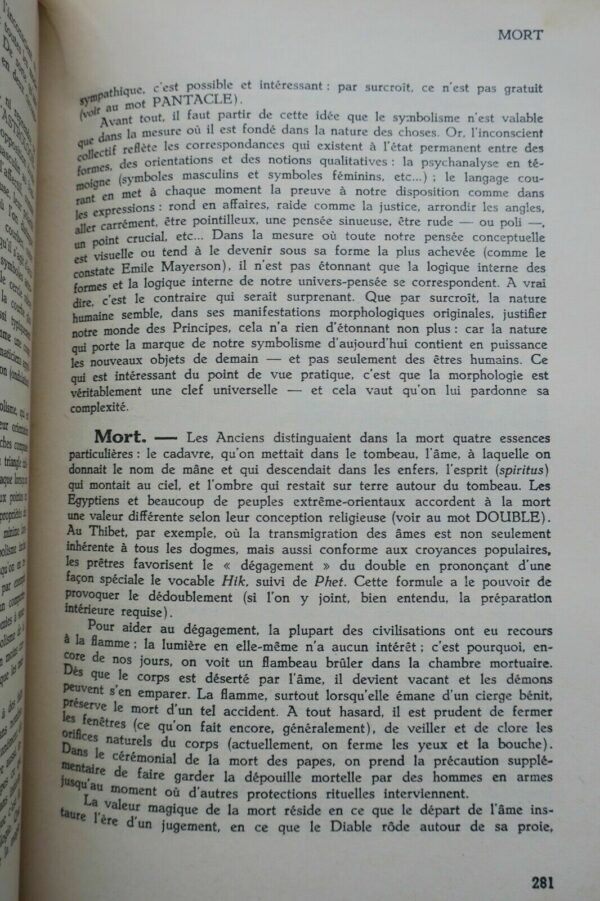 MORT
sympathique, c'est possible et intéressant : par surcroît, ce n'est pas gratuit
(voir au mot PANTACLE).
Avant tout, il faut partir de cette idée que le symbolisme n'est valable
que dans la mesure où il est fondé dans la nature des choses. Or, l'inconscient
collectif reflète les correspondances qui existent à l'état permanent entre des
formes, des orientations et des notions qualitatives : la psychanalyse en té-
moigne (symboles masculins et symboles féminins, etc...) ; le langage cou-
rant en met à chaque moment la preuve à notre disposition comme dans
les expressions : rond en affaires, raide comme la justice, arrondir les angles,
aller carrément, être pointilleux, une pensée sinueuse, être rude — ou poli —,
un point crucial, etc... Dans la mesure où toute notre pensée conceptuelle
est visuelle ou tend à le devenir sous sa forme la plus achevée (comme le
constate Emile Mayerson), il n'est pas étonnant que la logique interne des
formes et la logique interne de notre univers-pensée se correspondent. A vrai
dire, c'est le contraire qui serait surprenant. Que par surcroît, la nature
humaine semble, dans ses manifestations morphologiques originales, justifier
notre monde des Principes, cela n'a rien d'étonnant non plus : car la nature
qui porte la marque de notre symbolisme d'aujourd'hui contient en puissance
les nouveaux objets de demain — et pas seulement des êtres humains. Ce
qui est intéressant du point de vue pratique, c'est que la morphologie est
véritablement une clef universelle — et cela vaut qu'on lui pardonne sa
complexité.
Mort. — Les Anciens distinguaient dans la mort quatre essences
particulières : le cadavre, qu'on mettait dans le tombeau, l'âme, à laquelle on
donnait le nom de mâne et qui descendait dans les enfers, l'esprit (spiritus)
qui montait au ciel, et l'ombre qui restait sur terre autour du tombeau. Les
Egyptiens et beaucoup de peuples extrême-orientaux accordent à la mort
une valeur différente selon leur conception religieuse (voir au mot DOUBLE).
Au Thibet, par exemple, où la transmigration des âmes est non seulement
inhérente à tous les dogmes, mais aussi conforme aux croyances populaires,
les prêtres favorisent le « dégagement » du double en prononçant d'une
façon spéciale le vocable Hik, suivi de Phet. Cette formule a le pouvoir de
provoquer le dédoublement (si l'on y joint, bien entendu, la préparation
intérieure requise).
Pour aider au dégagement, la plupart des civilisations ont eu recours
à la flamme ; la lumière en elle-même n'a aucun intérêt ; c'est pourquoi, en-
core de nos jours, on voit un flambeau brûler dans la chambre mortuaire.
Dès que le corps est déserté par l'âme, il devient vacant et les démons
peuvent s'en emparer. La flamme, surtout lorsqu'elle émane d'un cierge bénit,
préserve le mort d'un tel accident. A tout hasard, il est prudent de fermer
les fenêtres (ce qu'on fait encore, généralement), de veiller et de clore les
orifices naturels du corps (actuellement, on ferme les yeux et la bouche).
Dans le cérémonial de la mort des papes, on prend la précaution supplé-
mentaire de faire garder la dépouille mortelle par des hommes en armes
jusqu'au moment où d'autres protections rituelles interviennent.
La valeur magique de la mort réside en ce que le départ de l'âme ins-
taure l'ère d'un jugement, en ce que le Diable rôde autour de sa proie,
281